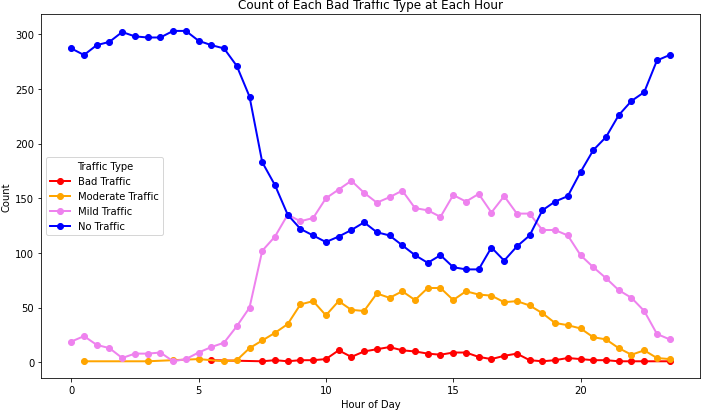 Count of Each Bad Traffic Type at Each Hour
300
250
200
150
100
50
0
Count
Traffic Type
Bad Traffic
Moderate Traffic
Mild Traffic
No Traffic
0 5 10 15 20
Hour of Day